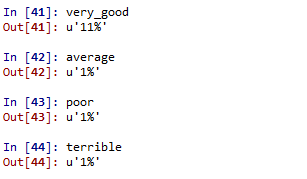 In [41]: very_good
Out[41]: u'11%'
In [42]: average
Out[42]: u'1%'
In [43]: poor
Out[43]: u'1%'
In [44]: terrible
Out[44]: u'1%'